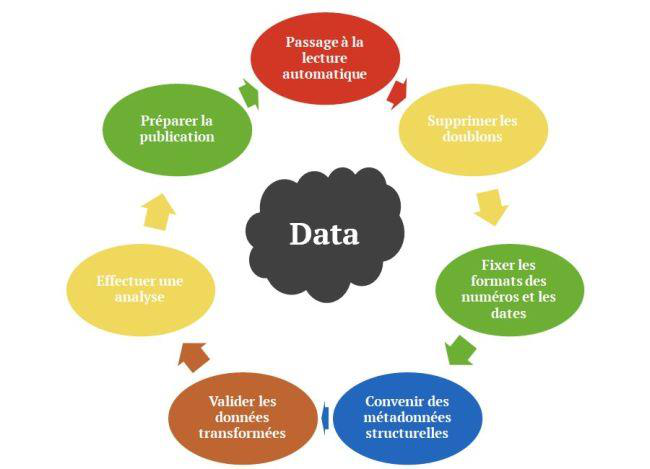 Passage à la
lecture
automatique
Supprimer les
doublons
Fixer les
formats des
numéros et les
dates
Convenir des
métadonnées
structurelles
Valider les
données
transformées
Effectuer une
analyse
Préparer la
publication
Data